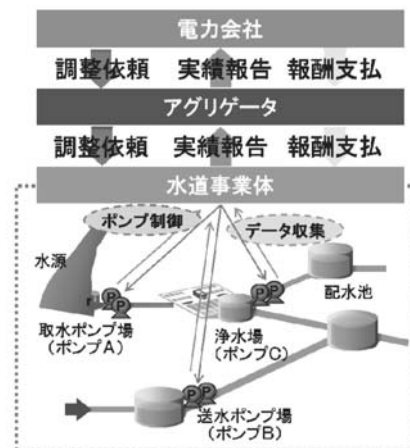 電力会社
調整依頼 実績報告 報酬支払
アグリゲータ
調整依頼 実績報告 報酬支払
水道事業体
ポンプ制御
データ収集
水源
配水池
P P
P P
取水ポンプ場
(ポンプA)
浄水場
(ポンプC)
P P
送水ポンプ場
(ポンプB)